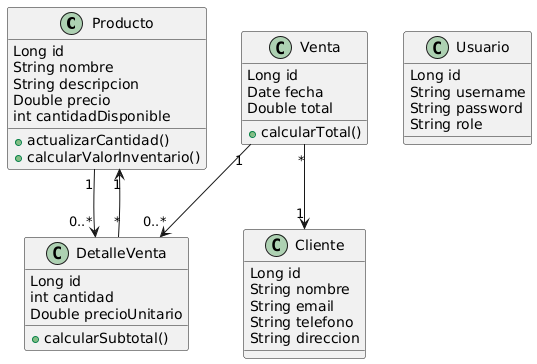 C Producto
Long id
String nombre
String descripcion
Double precio
int cantidadDisponible
actualizarCantidad()
calcularValorInventario()
C Venta
Long id
Date fecha
Double total
calcularTotal()
C Usuario
Long id
String username
String password
String role
1
1
0..*
*
1
0..*
*
1
C DetalleVenta
Long id
int cantidad
Double precioUnitario
calcularSubtotal()
C Cliente
Long id
String nombre
String email
String telefono
String direccion